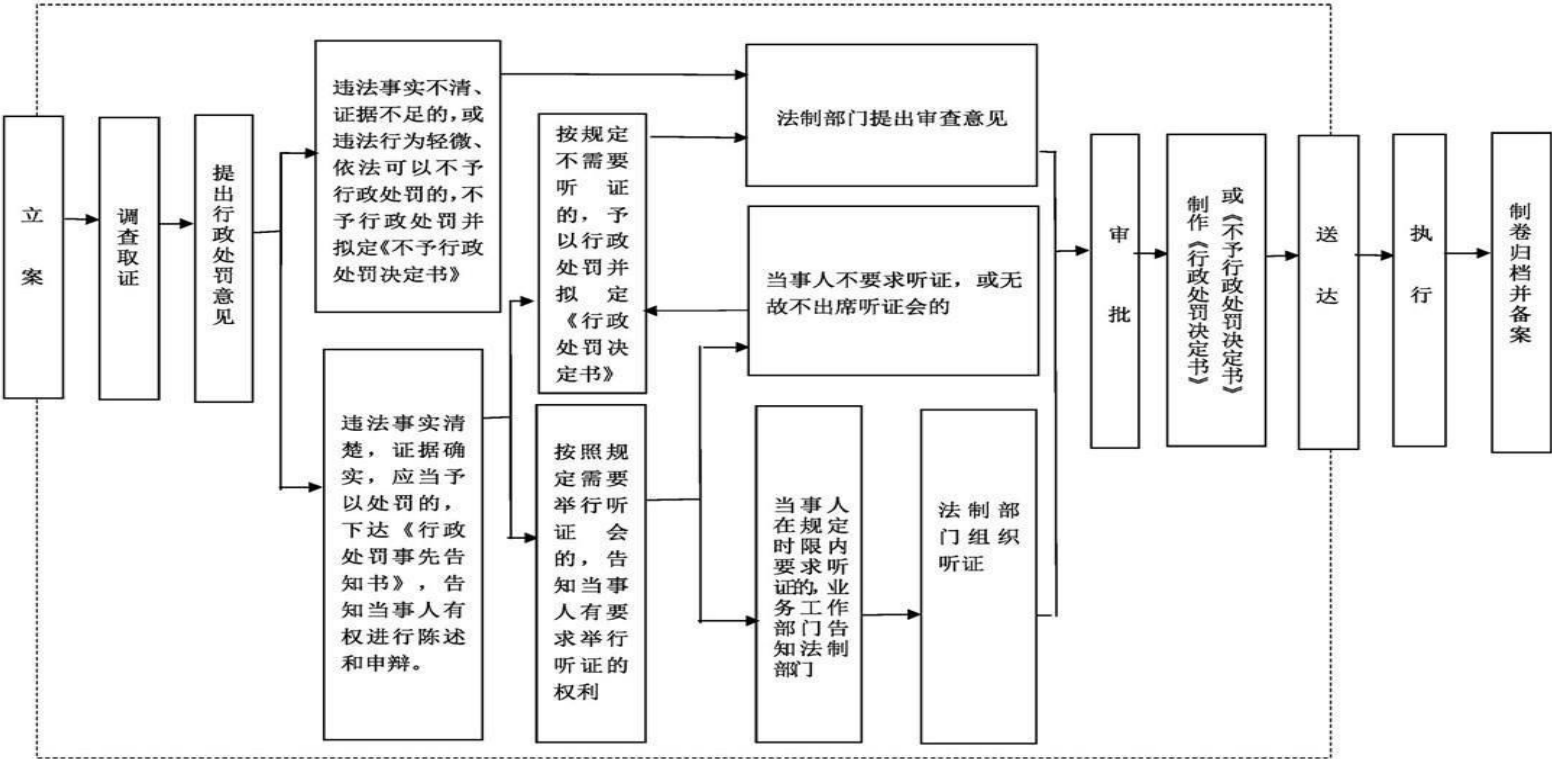 立
案
调
查
取
证
提
出
行
政
处
罚
意
见
违法事实不清、
证据不足的，或
违法行为轻微、
依法可以不予
行政处罚的，不
予行政处罚并
拟定《不予行政
处罚决定书》
违法事实清
楚，证据确
实，应当予
以处罚的，
下达《行政
处罚事先告
知书》，告
知当事人有
权进行陈述
和申辩。
按规定
不需要
听证
的，予
以行政
处罚并
拟定
《行政
处罚决
定书》
按照规
定需要
举行听
证会
的，告
知当事
人有要
求举行
听证的
权利
法制部门提出审查意见
当事人不要求听证，或无
故不出席听证会的
当事人
在规定
时限内
要求听
证的，业
务工作
部门告
知法制
部门
法制部
门组织
听证
审
批
制作《行政处罚决定书》
或《不予行政处罚决定书》
送
达
执
行
制
卷
归
档
并
备
案